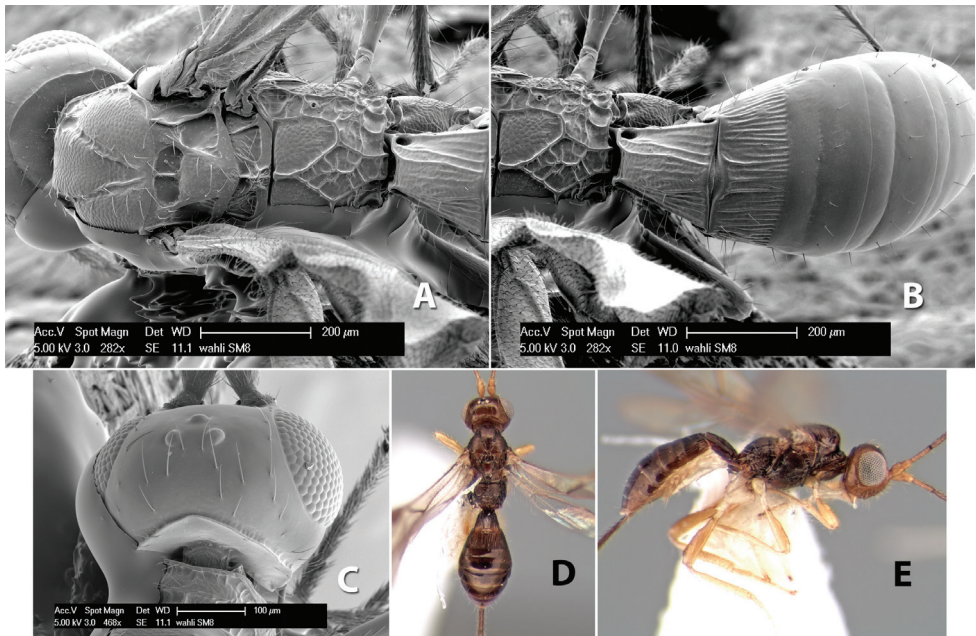 A
Acc.V Spot Magn Det WD 200 µm
5.00 kV 3.0 282x SE 11.1 wahli SM8
B
Acc.V Spot Magn Det WD 200 µm
5.00 kV 3.0 282x SE 11.0 wahli SM8
C
Acc.V Spot Magn Det WD 100 µm
5.00 kV 3.0 468x SE 11.1 wahli SM8
D
E